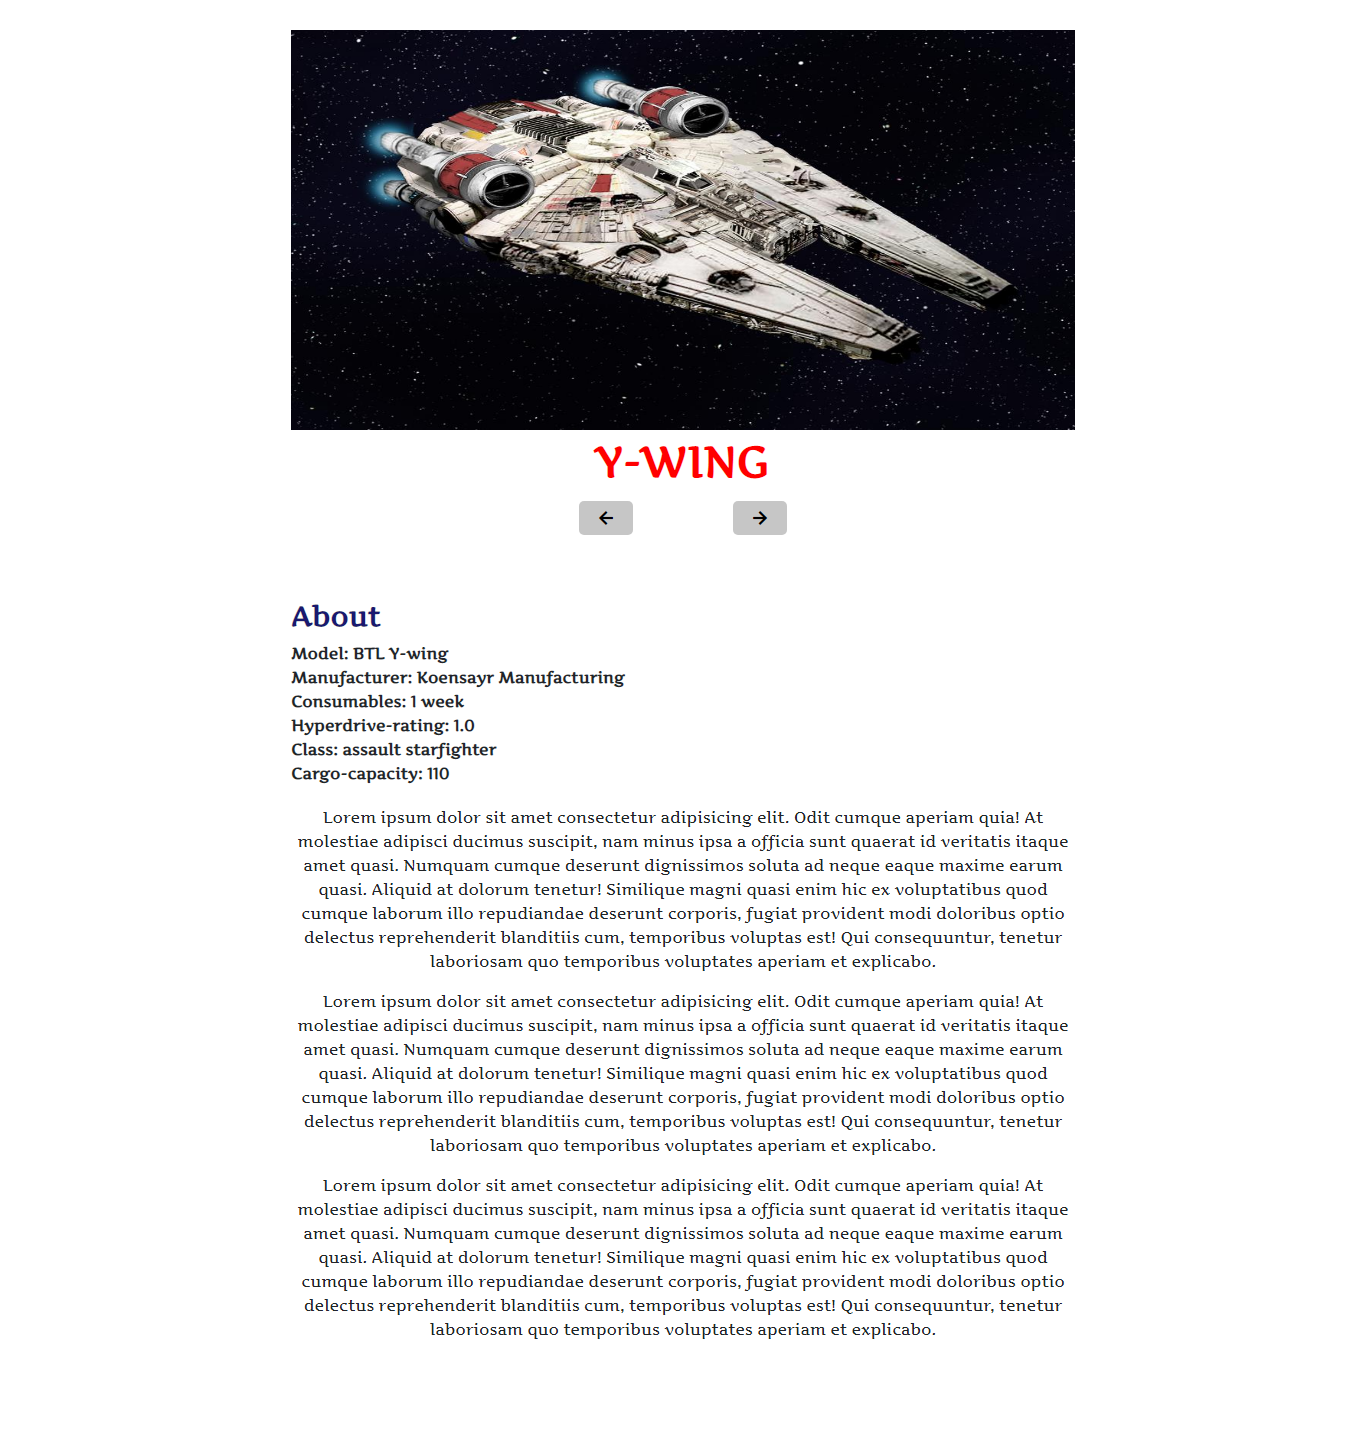 Y-WING
← →
About
Model: BTL Y-wing
Manufacturer: Koensayr Manufacturing
Consumables: 1 week
Hyperdrive-rating: 1.0
Class: assault starfighter
Cargo-capacity: 110
Lorem ipsum dolor sit amet consectetur adipisicing elit. Odit cumque aperiam quia! At
molestiae adipisci ducimus suscipit, nam minus ipsa a officia sunt quaerat id veritatis itaque
amet quasi. Numquam cumque deserunt dignissimos soluta ad neque eaque maxime earum
quasi. Aliquid at dolorum tenetur! Similique magni quasi enim hic ex voluptatibus quod
cumque laborum illo repudiandae deserunt corporis, fugiat provident modi doloribus optio
delectus reprehenderit blanditiis cum, temporibus voluptas est! Qui consequuntur, tenetur
laboriosam quo temporibus voluptates aperiam et explicabo.
Lorem ipsum dolor sit amet consectetur adipisicing elit. Odit cumque aperiam quia! At
molestiae adipisci ducimus suscipit, nam minus ipsa a officia sunt quaerat id veritatis itaque
amet quasi. Numquam cumque deserunt dignissimos soluta ad neque eaque maxime earum
quasi. Aliquid at dolorum tenetur! Similique magni quasi enim hic ex voluptatibus quod
cumque laborum illo repudiandae deserunt corporis, fugiat provident modi doloribus optio
delectus reprehenderit blanditiis cum, temporibus voluptas est! Qui consequuntur, tenetur
laboriosam quo temporibus voluptates aperiam et explicabo.
Lorem ipsum dolor sit amet consectetur adipisicing elit. Odit cumque aperiam quia! At
molestiae adipisci ducimus suscipit, nam minus ipsa a officia sunt quaerat id veritatis itaque
amet quasi. Numquam cumque deserunt dignissimos soluta ad neque eaque maxime earum
quasi. Aliquid at dolorum tenetur! Similique magni quasi enim hic ex voluptatibus quod
cumque laborum illo repudiandae deserunt corporis, fugiat provident modi doloribus optio
delectus reprehenderit blanditiis cum, temporibus voluptas est! Qui consequuntur, tenetur
laboriosam quo temporibus voluptates aperiam et explicabo.